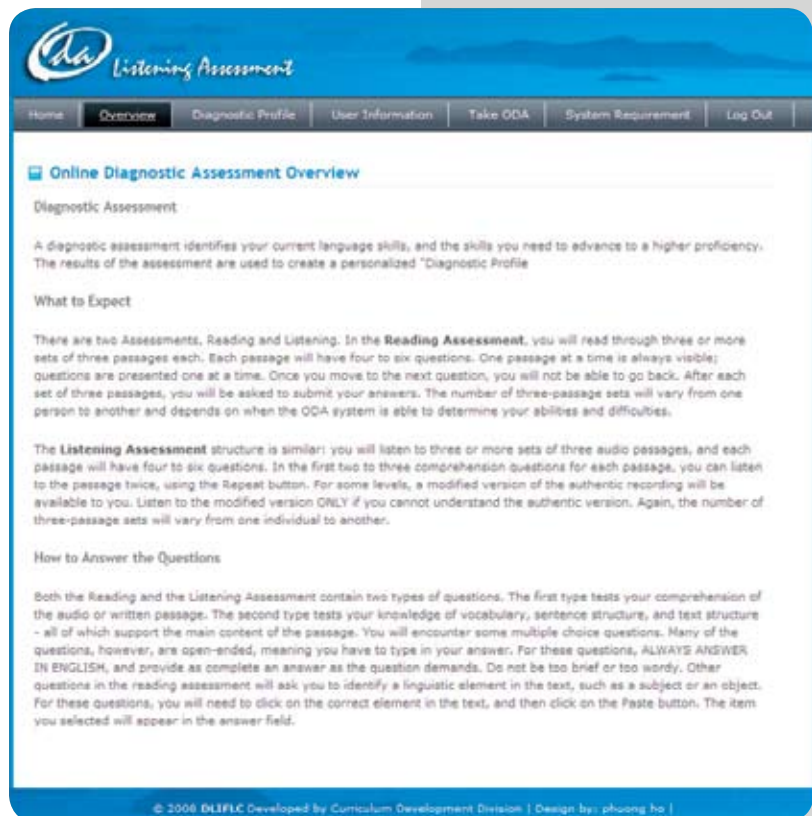 oda Listening Assessment
Home Overview Diagnostic Profile User Information Take ODA System Requirement Log Out
Online Diagnostic Assessment Overview
Diagnostic Assessment
A diagnostic assessment identifies your current language skills, and the skills you need to advance to a higher proficiency.
The results of the assessment are used to create a personalized "Diagnostic Profile
What to Expect
There are two Assessments, Reading and Listening. In the Reading Assessment, you will read through three or more
sets of three passages each. Each passage will have four to six questions. One passage at a time is always visible;
questions are presented one at a time. Once you move to the next question, you will not be able to go back. After each
set of three passages, you will be asked to submit your answers. The number of three-passage sets will vary from one
person to another and depends on when the ODA system is able to determine your abilities and difficulties.
The Listening Assessment structure is similar: you will listen to three or more sets of three audio passages, and each
passage will have four to six questions. In the first two to three comprehension questions for each passage, you can listen
to the passage twice, using the Repeat button. For some levels, a modified version of the authentic recording will be
available to you. Listen to the modified version ONLY if you cannot understand the authentic version. Again, the number of
three-passage sets will vary from one individual to another.
How to Answer the Questions
Both the Reading and the Listening Assessment contain two types of questions. The first type tests your comprehension of
the audio or written passage. The second type tests your knowledge of vocabulary, sentence structure, and text structure
- all of which support the main content of the passage. You will encounter some multiple choice questions. Many of the
questions, however, are open-ended, meaning you have to type in your answer. For these questions, ALWAYS ANSWER
IN ENGLISH, and provide as complete an answer as the question demands. Do not be too brief or too wordy. Other
questions in the reading assessment will ask you to identify a linguistic element in the text, such as a subject or an object.
For these questions, you will need to click on the correct element in the text, and then click on the Paste button. The item
you selected will appear in the answer field.
© 2008 DLIFLC Developed by Curriculum Development Division | Design by: phuong ho |